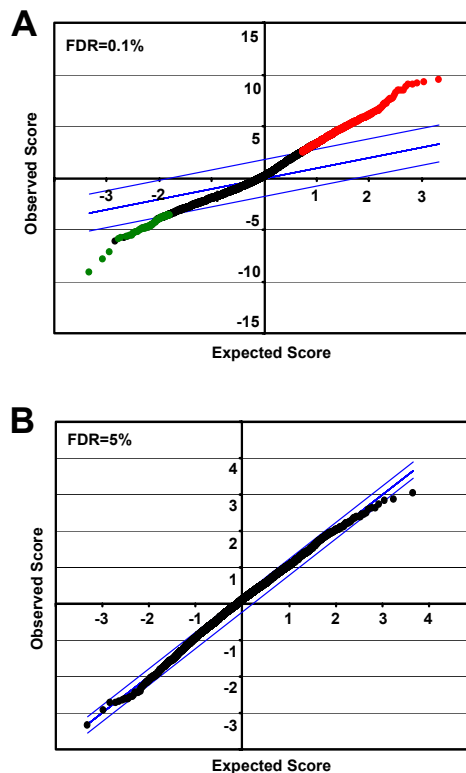 A
FDR=0.1%
15
10
5
-3 -2 -1 1 2 3
-5
-10
-15
Observed Score
Expected Score
B
FDR=5%
4
3
2
1
-3 -2 -1 1 2 3 4
-1
-2
-3
Observed Score
Expected Score